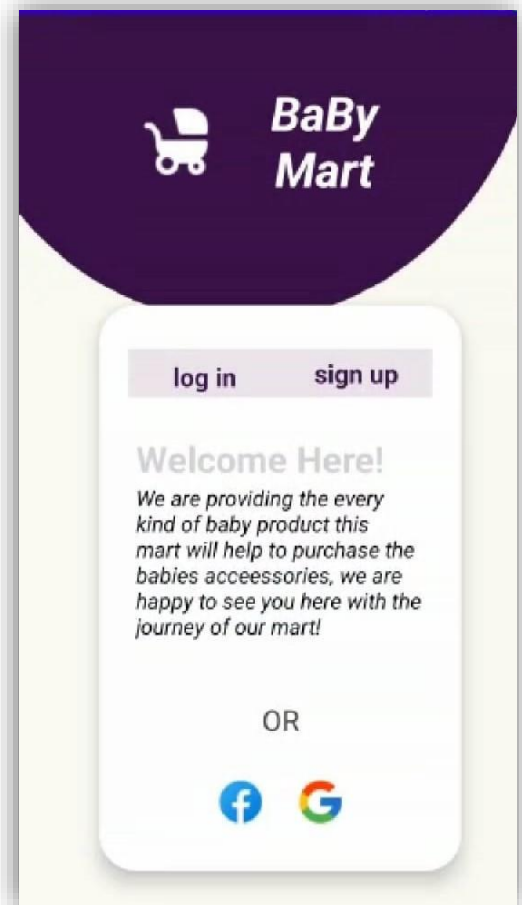 BaBy
Mart
log in
sign up
Welcome Here!
We are providing the every
kind of baby product this
mart will help to purchase the
babies acceessories, we are
happy to see you here with the
journey of our mart!
OR